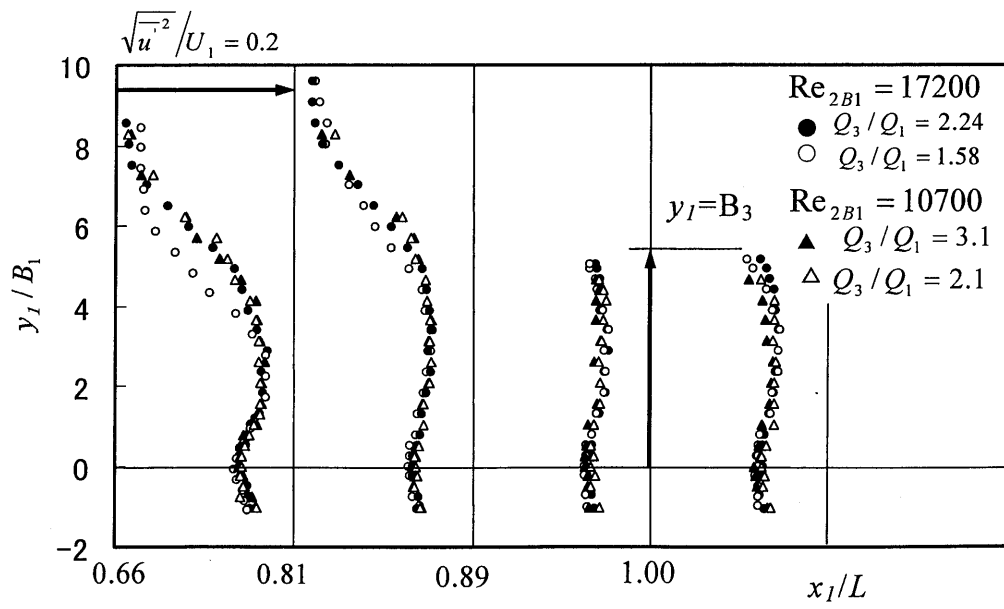 √u'² / U₁ = 0.2
10
8
6
4
2
0
-2
y₁ / B₁
Re₂B₁ = 17200
● Q₃ / Q₁ = 2.24
○ Q₃ / Q₁ = 1.58
y₁=B₃
Re₂B₁ = 10700
▲ Q₃ / Q₁ = 3.1
△ Q₃ / Q₁ = 2.1
0.66 0.81 0.89 1.00
x₁/L